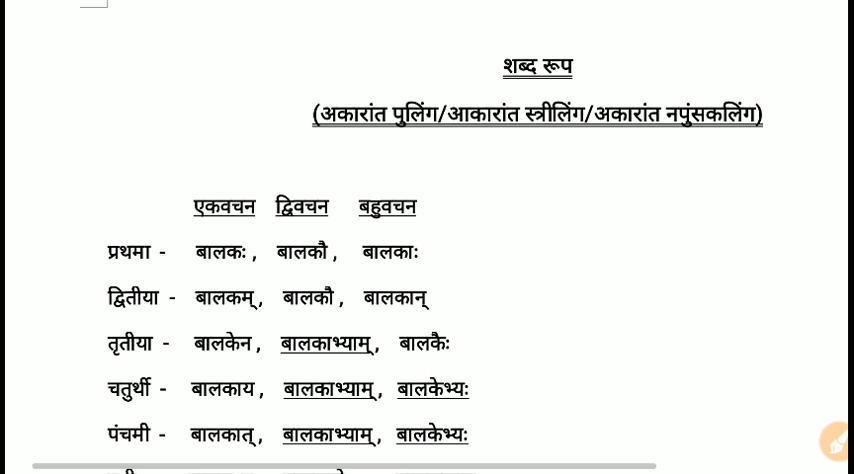 शब्द रूप
(अकारांत पुलिंग/आकारांत स्त्रीलिंग/अकारांत नपुंसकलिंग)
एकवचन द्विवचन बहुवचन
प्रथमा - बालकः , बालकौ , बालकाः
द्वितीया - बालकम् , बालकौ , बालकान्
तृतीया - बालकेन , बालकाभ्याम् , बालकैः
चतुर्थी - बालकाय , बालकाभ्याम् , बालकेभ्यः
पंचमी - बालकात् , बालकाभ्याम् , बालकेभ्यः